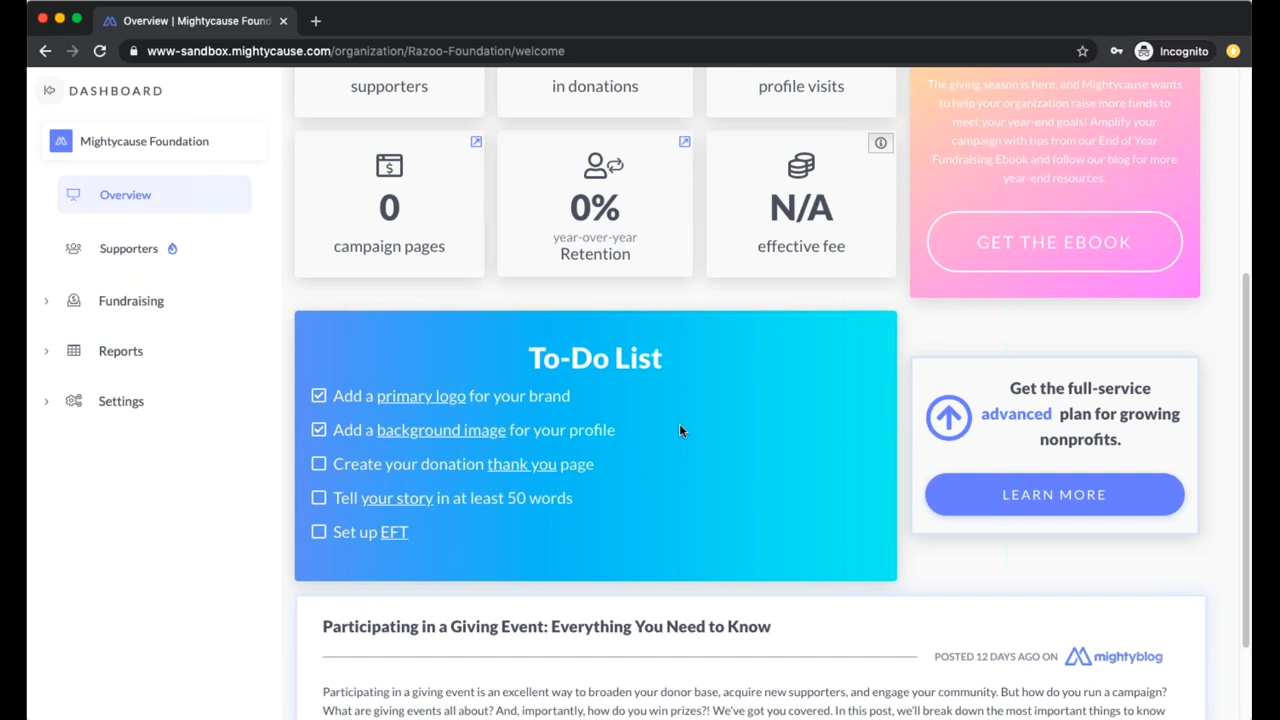 Overview | Mightycause Found
www-sandbox.mightycause.com/organization/Razoo-Foundation/welcome
Incognito
DASHBOARD
Mightycause Foundation
Overview
Supporters
Fundraising
Reports
Settings
supporters
in donations
profile visits
0
campaign pages
0%
year-over-year
Retention
N/A
effective fee
The giving season is here, and Mightycause wants
to help your organization raise more funds to
meet your year-end goals! Amplify your
campaign with tips from our End of Year
Fundraising Ebook and follow our blog for more
year-end resources.
GET THE EBOOK
To-Do List
Add a primary logo for your brand
Add a background image for your profile
Create your donation thank you page
Tell your story in at least 50 words
Set up EFT
Get the full-service
advanced plan for growing
nonprofits.
LEARN MORE
Participating in a Giving Event: Everything You Need to Know
POSTED 12 DAYS AGO ON mightyblog
Participating in a giving event is an excellent way to broaden your donor base, acquire new supporters, and engage your community. But how do you run a campaign?
What are giving events all about? And, importantly, how do you win prizes?! We've got you covered. In this post, we'll break down the most important things to know